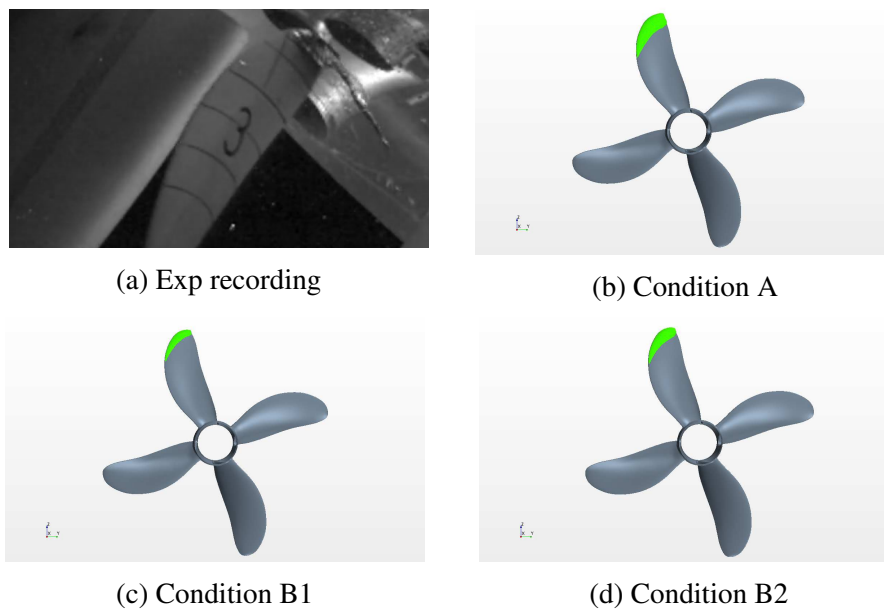 3
(a) Exp recording
(b) Condition A
(c) Condition B1
(d) Condition B2